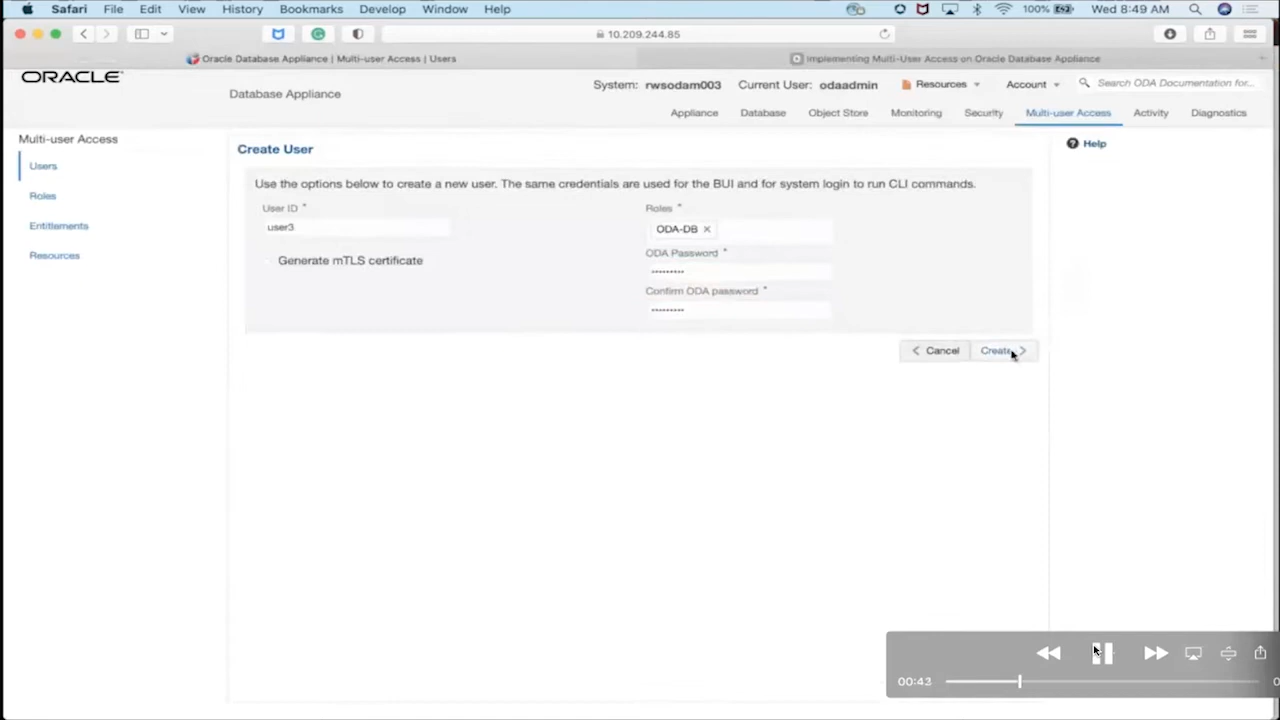 Safari File Edit View History Bookmarks Develop Window Help 100% Wed 8:49 AM
10.209.244.85
Oracle Database Appliance | Multi-user Access | Users
Implementing Multi-User Access on Oracle Database Appliance
ORACLE
Database Appliance
System: rwsodam003 Current User: odaadmin Resources Account Search ODA Documentation for...
Appliance Database Object Store Monitoring Security Multi-user Access Activity Diagnostics
Multi-user Access
Users
Roles
Entitlements
Resources
Create User
Help
Use the options below to create a new user. The same credentials are used for the BUI and for system login to run CLI commands.
User ID *
user3
Generate mTLS certificate
Roles *
ODA-DB ×
ODA Password *
•••••••••
Confirm ODA password *
•••••••••
Cancel Create
00:43